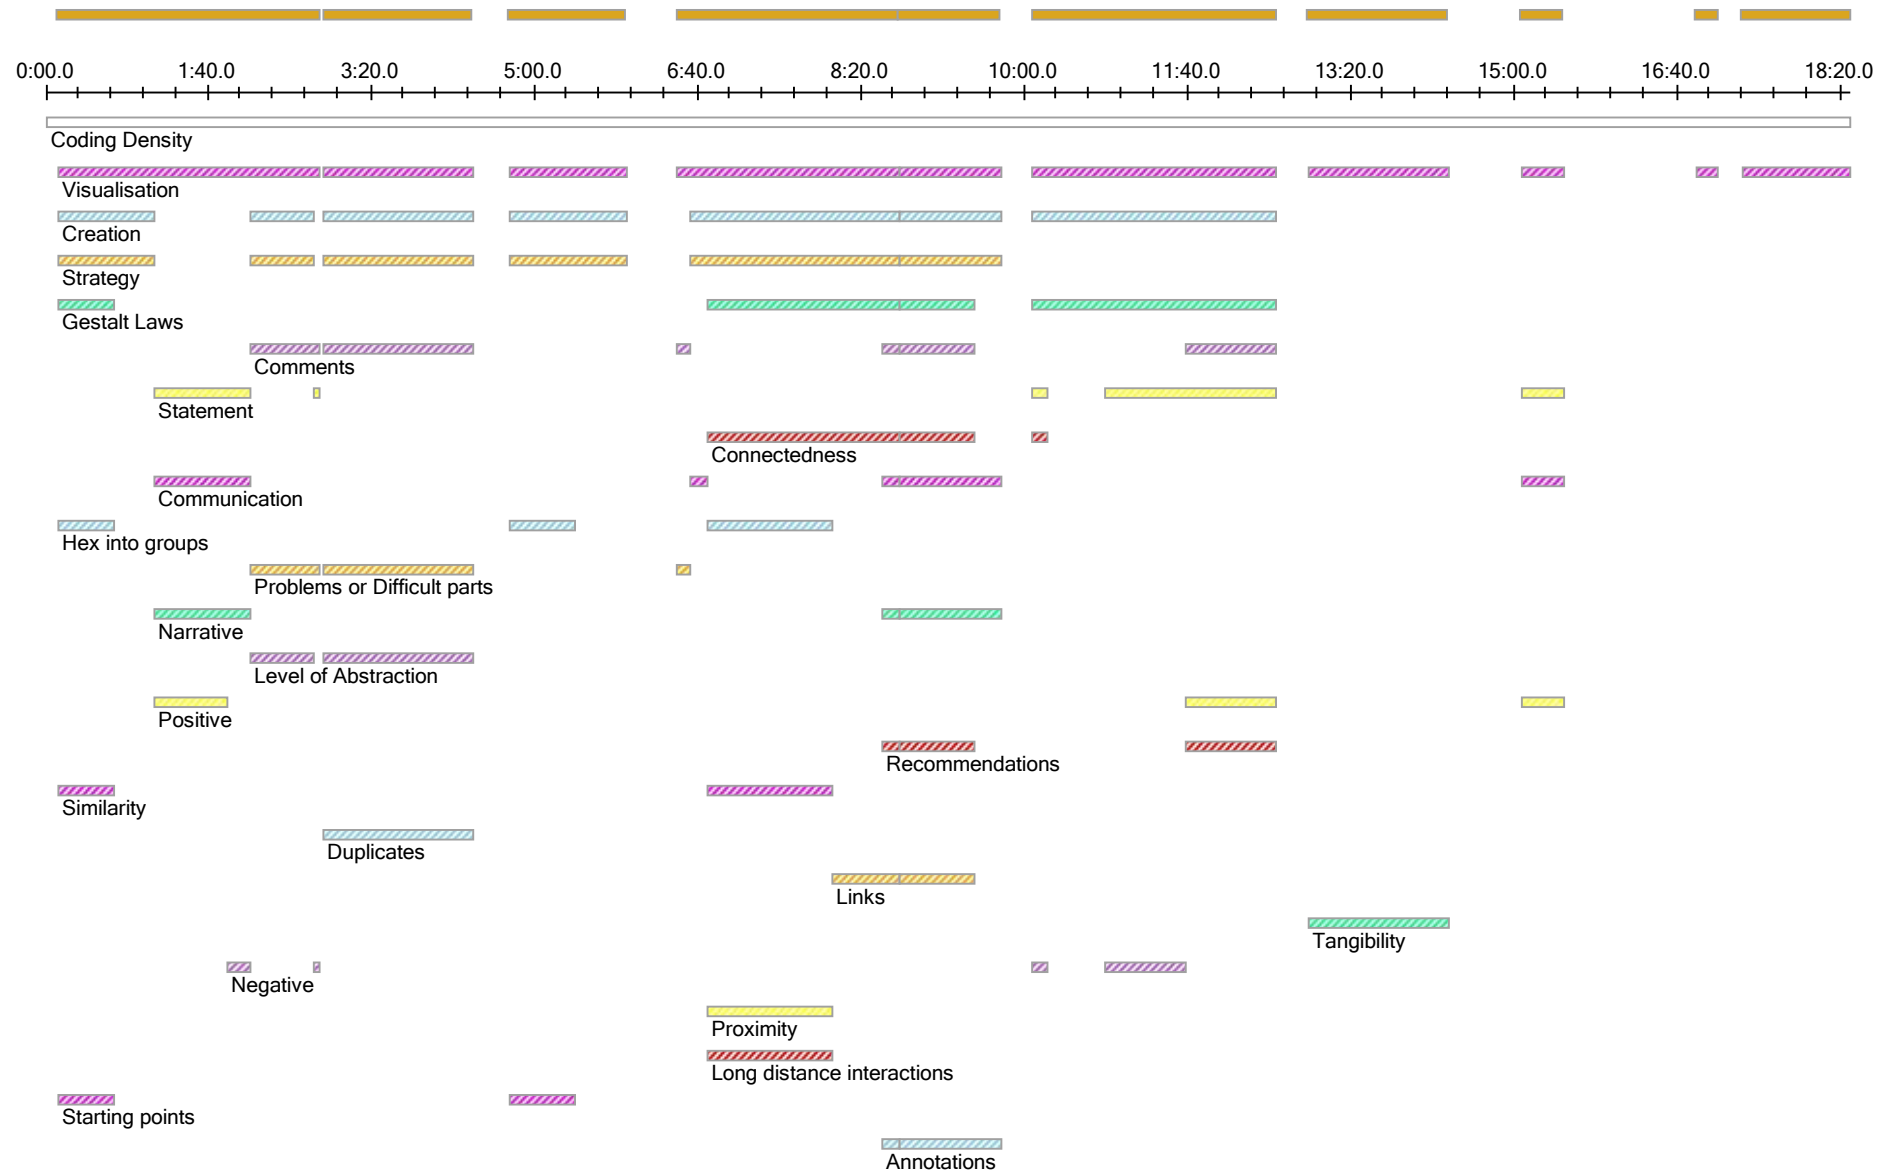 0:00.0 1:40.0 3:20.0 5:00.0 6:40.0 8:20.0 10:00.0 11:40.0 13:20.0 15:00.0 16:40.0 18:20.0
Coding Density
Visualisation
Creation
Strategy
Gestalt Laws
Comments
Statement
Connectedness
Communication
Hex into groups
Problems or Difficult parts
Narrative
Level of Abstraction
Positive
Recommendations
Similarity
Duplicates
Links
Tangibility
Negative
Proximity
Long distance interactions
Starting points
Annotations